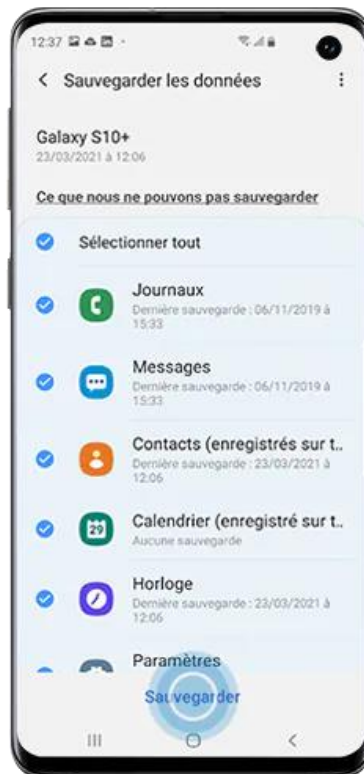 12:37
Sauvegarder les données
Galaxy S10+
23/03/2021 à 12:06
Ce que nous ne pouvons pas sauvegarder
Sélectionner tout
Journaux
Dernière sauvegarde : 06/11/2019 à
15:33
Messages
Dernière sauvegarde : 06/11/2019 à
15:33
Contacts (enregistrés sur t..
Dernière sauvegarde : 23/03/2021 à
12:06
29
Calendrier (enregistré sur t..
Aucune sauvegarde
Horloge
Dernière sauvegarde : 23/03/2021 à
12:06
Paramètres
Sauvegarder